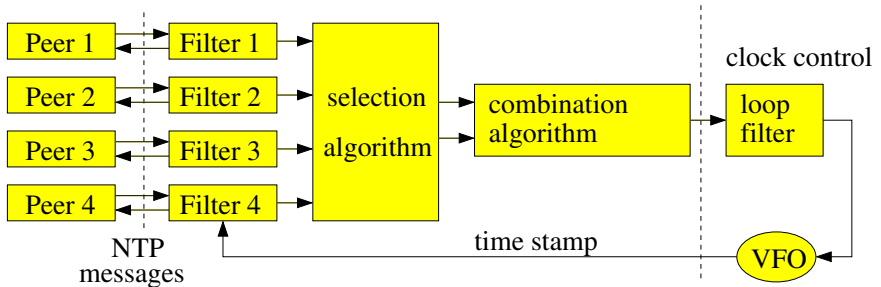 Peer 1
Filter 1
Peer 2
Filter 2
Peer 3
Filter 3
Peer 4
Filter 4
selection
algorithm
combination
algorithm
clock control
loop
filter
NTP
messages
time stamp
VFO